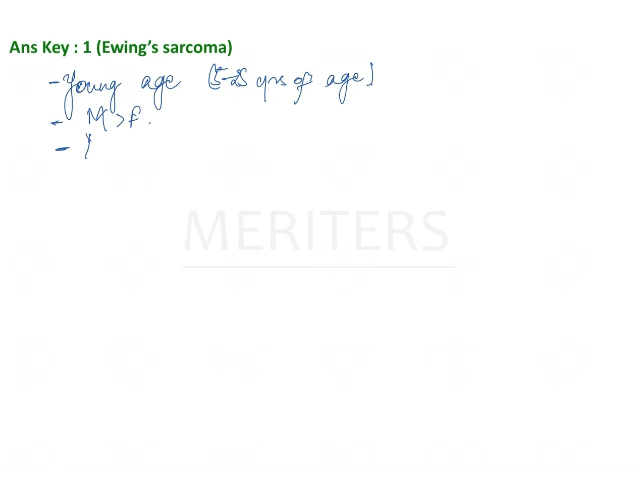 Ans Key : 1 (Ewing's sarcoma)
- Young age (5-25 yrs of age)
- M>F.
-
MERITERS